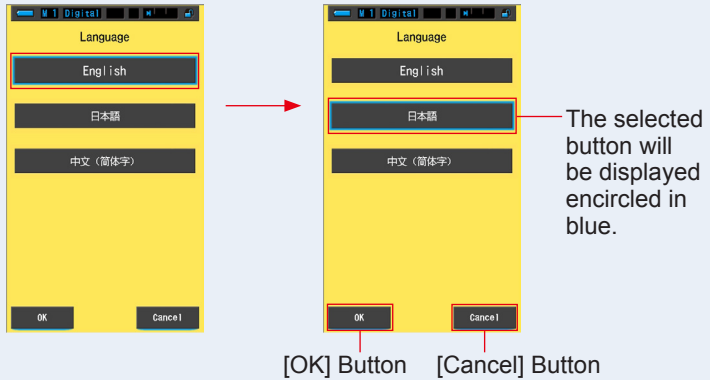 M 1 Digital
Language
English
日本語
中文（简体字）
OK Cancel
M 1 Digital
Language
English
日本語
中文（简体字）
OK Cancel
The selected
button will
be displayed
encircled in
blue.
[OK] Button [Cancel] Button